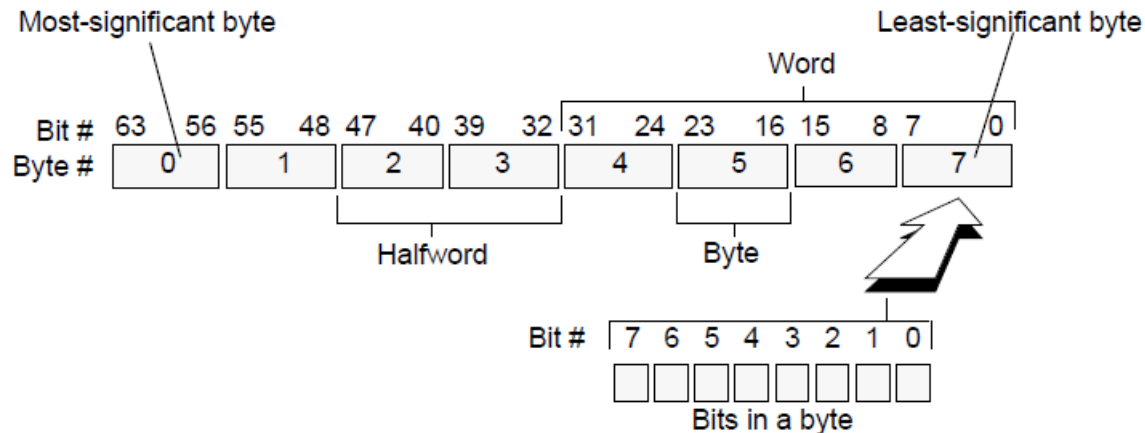 Most-significant byte Least-significant byte
Word
Bit # 63 56 55 48 47 40 39 32 31 24 23 16 15 8 7 0
Byte # 0 1 2 3 4 5 6 7
Halfword Byte
Bit # 7 6 5 4 3 2 1 0
Bits in a byte